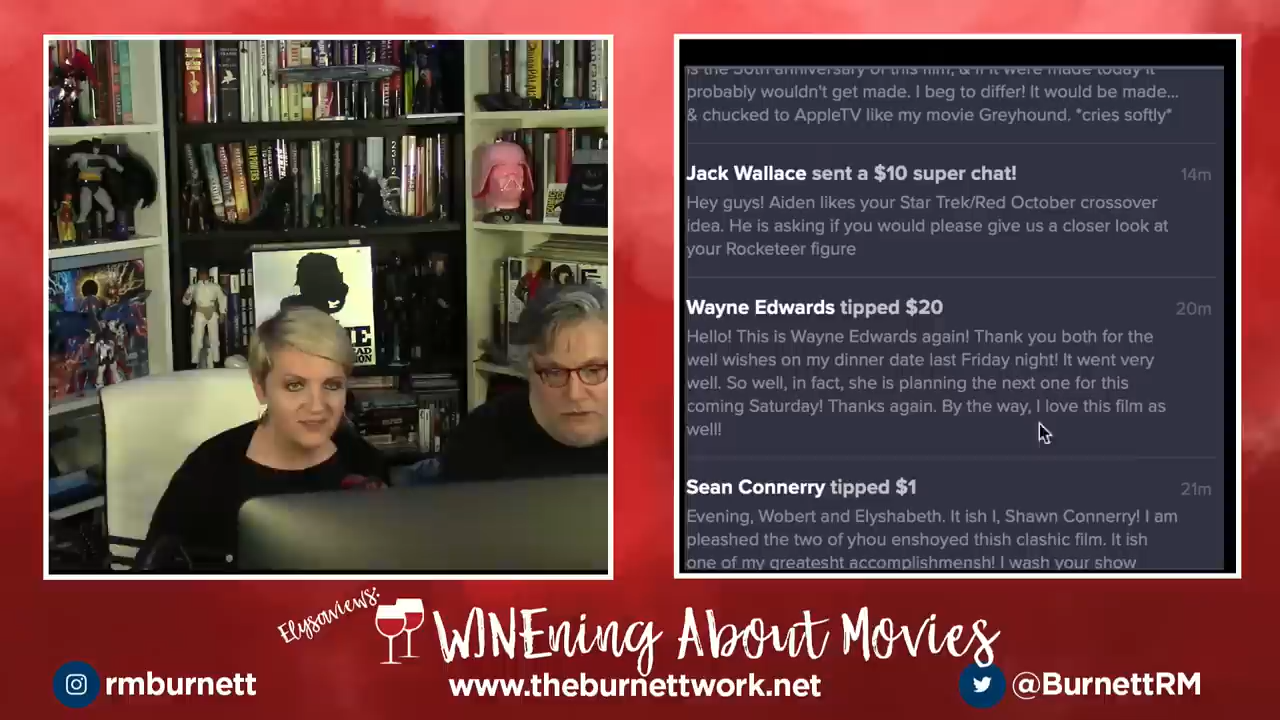 is the 30th anniversary of this film, & if it were made today it
probably wouldn't get made. I beg to differ! It would be made...
& chucked to AppleTV like my movie Greyhound. *cries softly*
Jack Wallace sent a $10 super chat!
14m
Hey guys! Aiden likes your Star Trek/Red October crossover
idea. He is asking if you would please give us a closer look at
your Rocketeer figure
Wayne Edwards tipped $20
20m
Hello! This is Wayne Edwards again! Thank you both for the
well wishes on my dinner date last Friday night! It went very
well. So well, in fact, she is planning the next one for this
coming Saturday! Thanks again. By the way, I love this film as
well!
Sean Connerry tipped $1
21m
Evening, Wobert and Elyshabeth. It ish I, Shawn Connerry! I am
pleashed the two of yhou enshoyed thish clashic film. It ish
one of my greatesht accomplishmensh! I wash your show
Elysaviews:
WINEning About Movies
rmburnett
www.theburnettwork.net
@BurnettRM